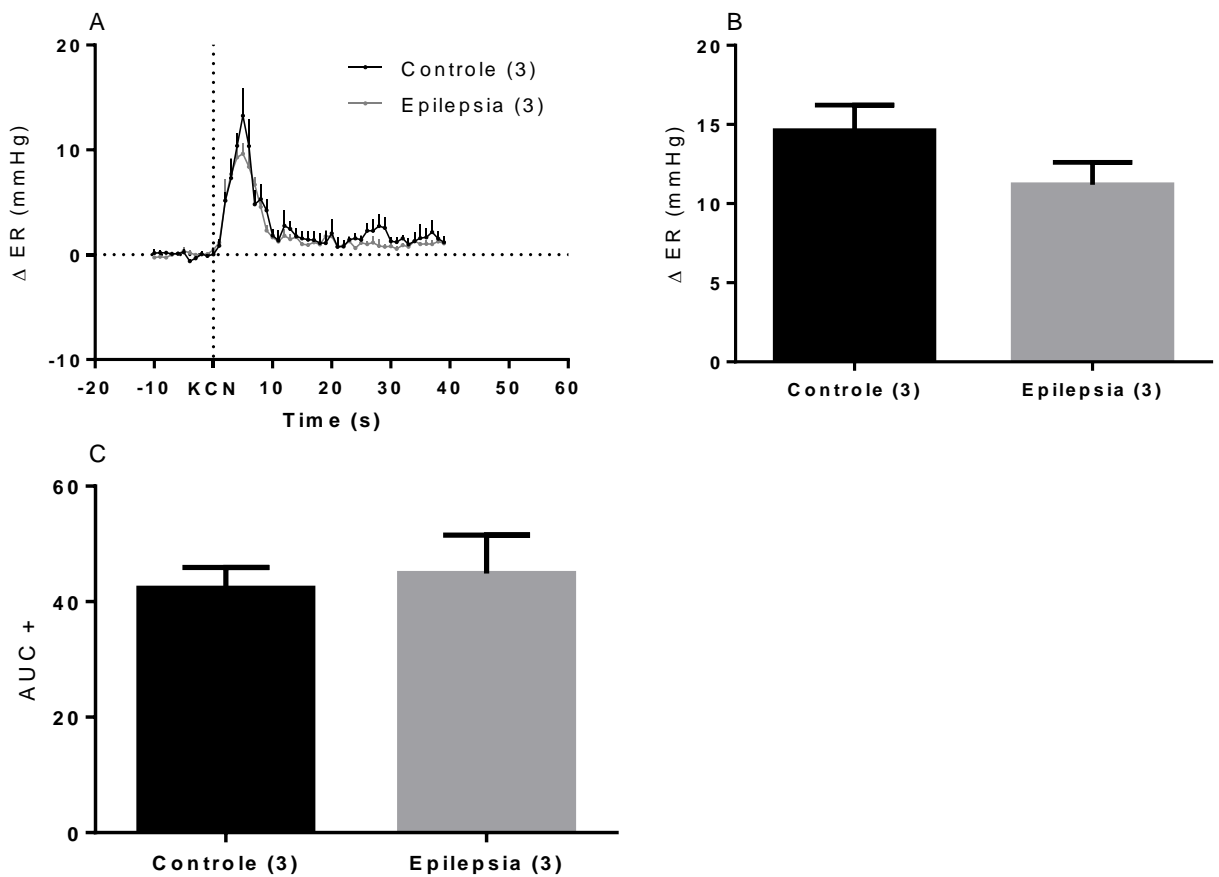 A
20
10
0
-10
Δ ER (mmHg)
Controle (3)
Epilepsia (3)
-20 -10 KCN 10 20 30 40 50 60
Time (s)
B
20
15
10
5
0
Δ ER (mmHg)
Controle (3) Epilepsia (3)
C
60
40
20
0
AUC +
Controle (3) Epilepsia (3)